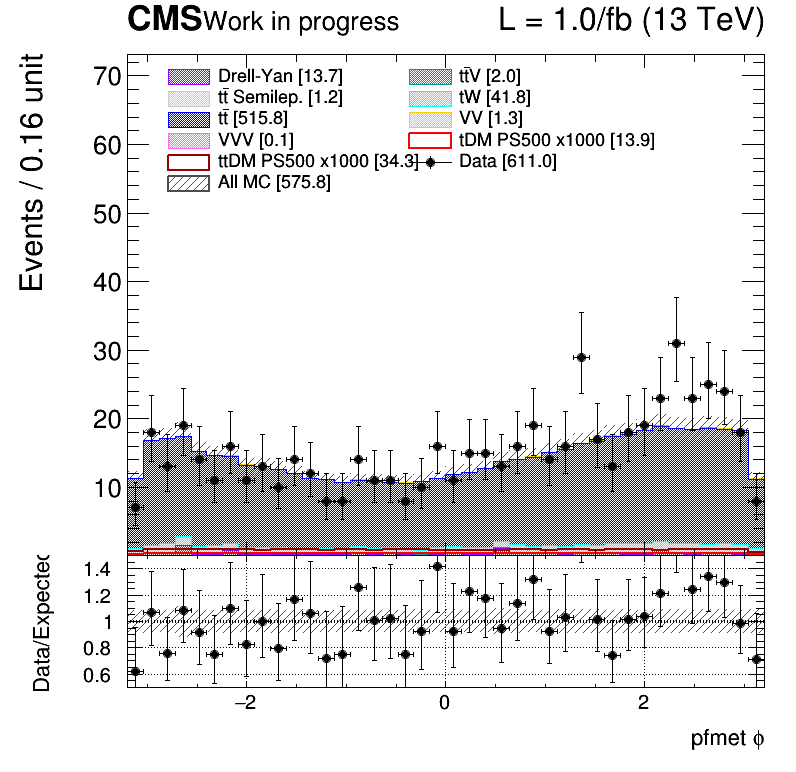 CMS Work in progress L = 1.0/fb (13 TeV)
Events / 0.16 unit
70
60
50
40
30
20
10
Drell-Yan [13.7]
tt̄ Semilep. [1.2]
tt̄ [515.8]
VVV [0.1]
ttDM PS500 x1000 [34.3]
All MC [575.8]
tt̄V [2.0]
tW [41.8]
VV [1.3]
tDM PS500 x1000 [13.9]
Data [611.0]
Data/Expected
1.4
1.2
1
0.8
0.6
−2 0 2
pfmet ϕ